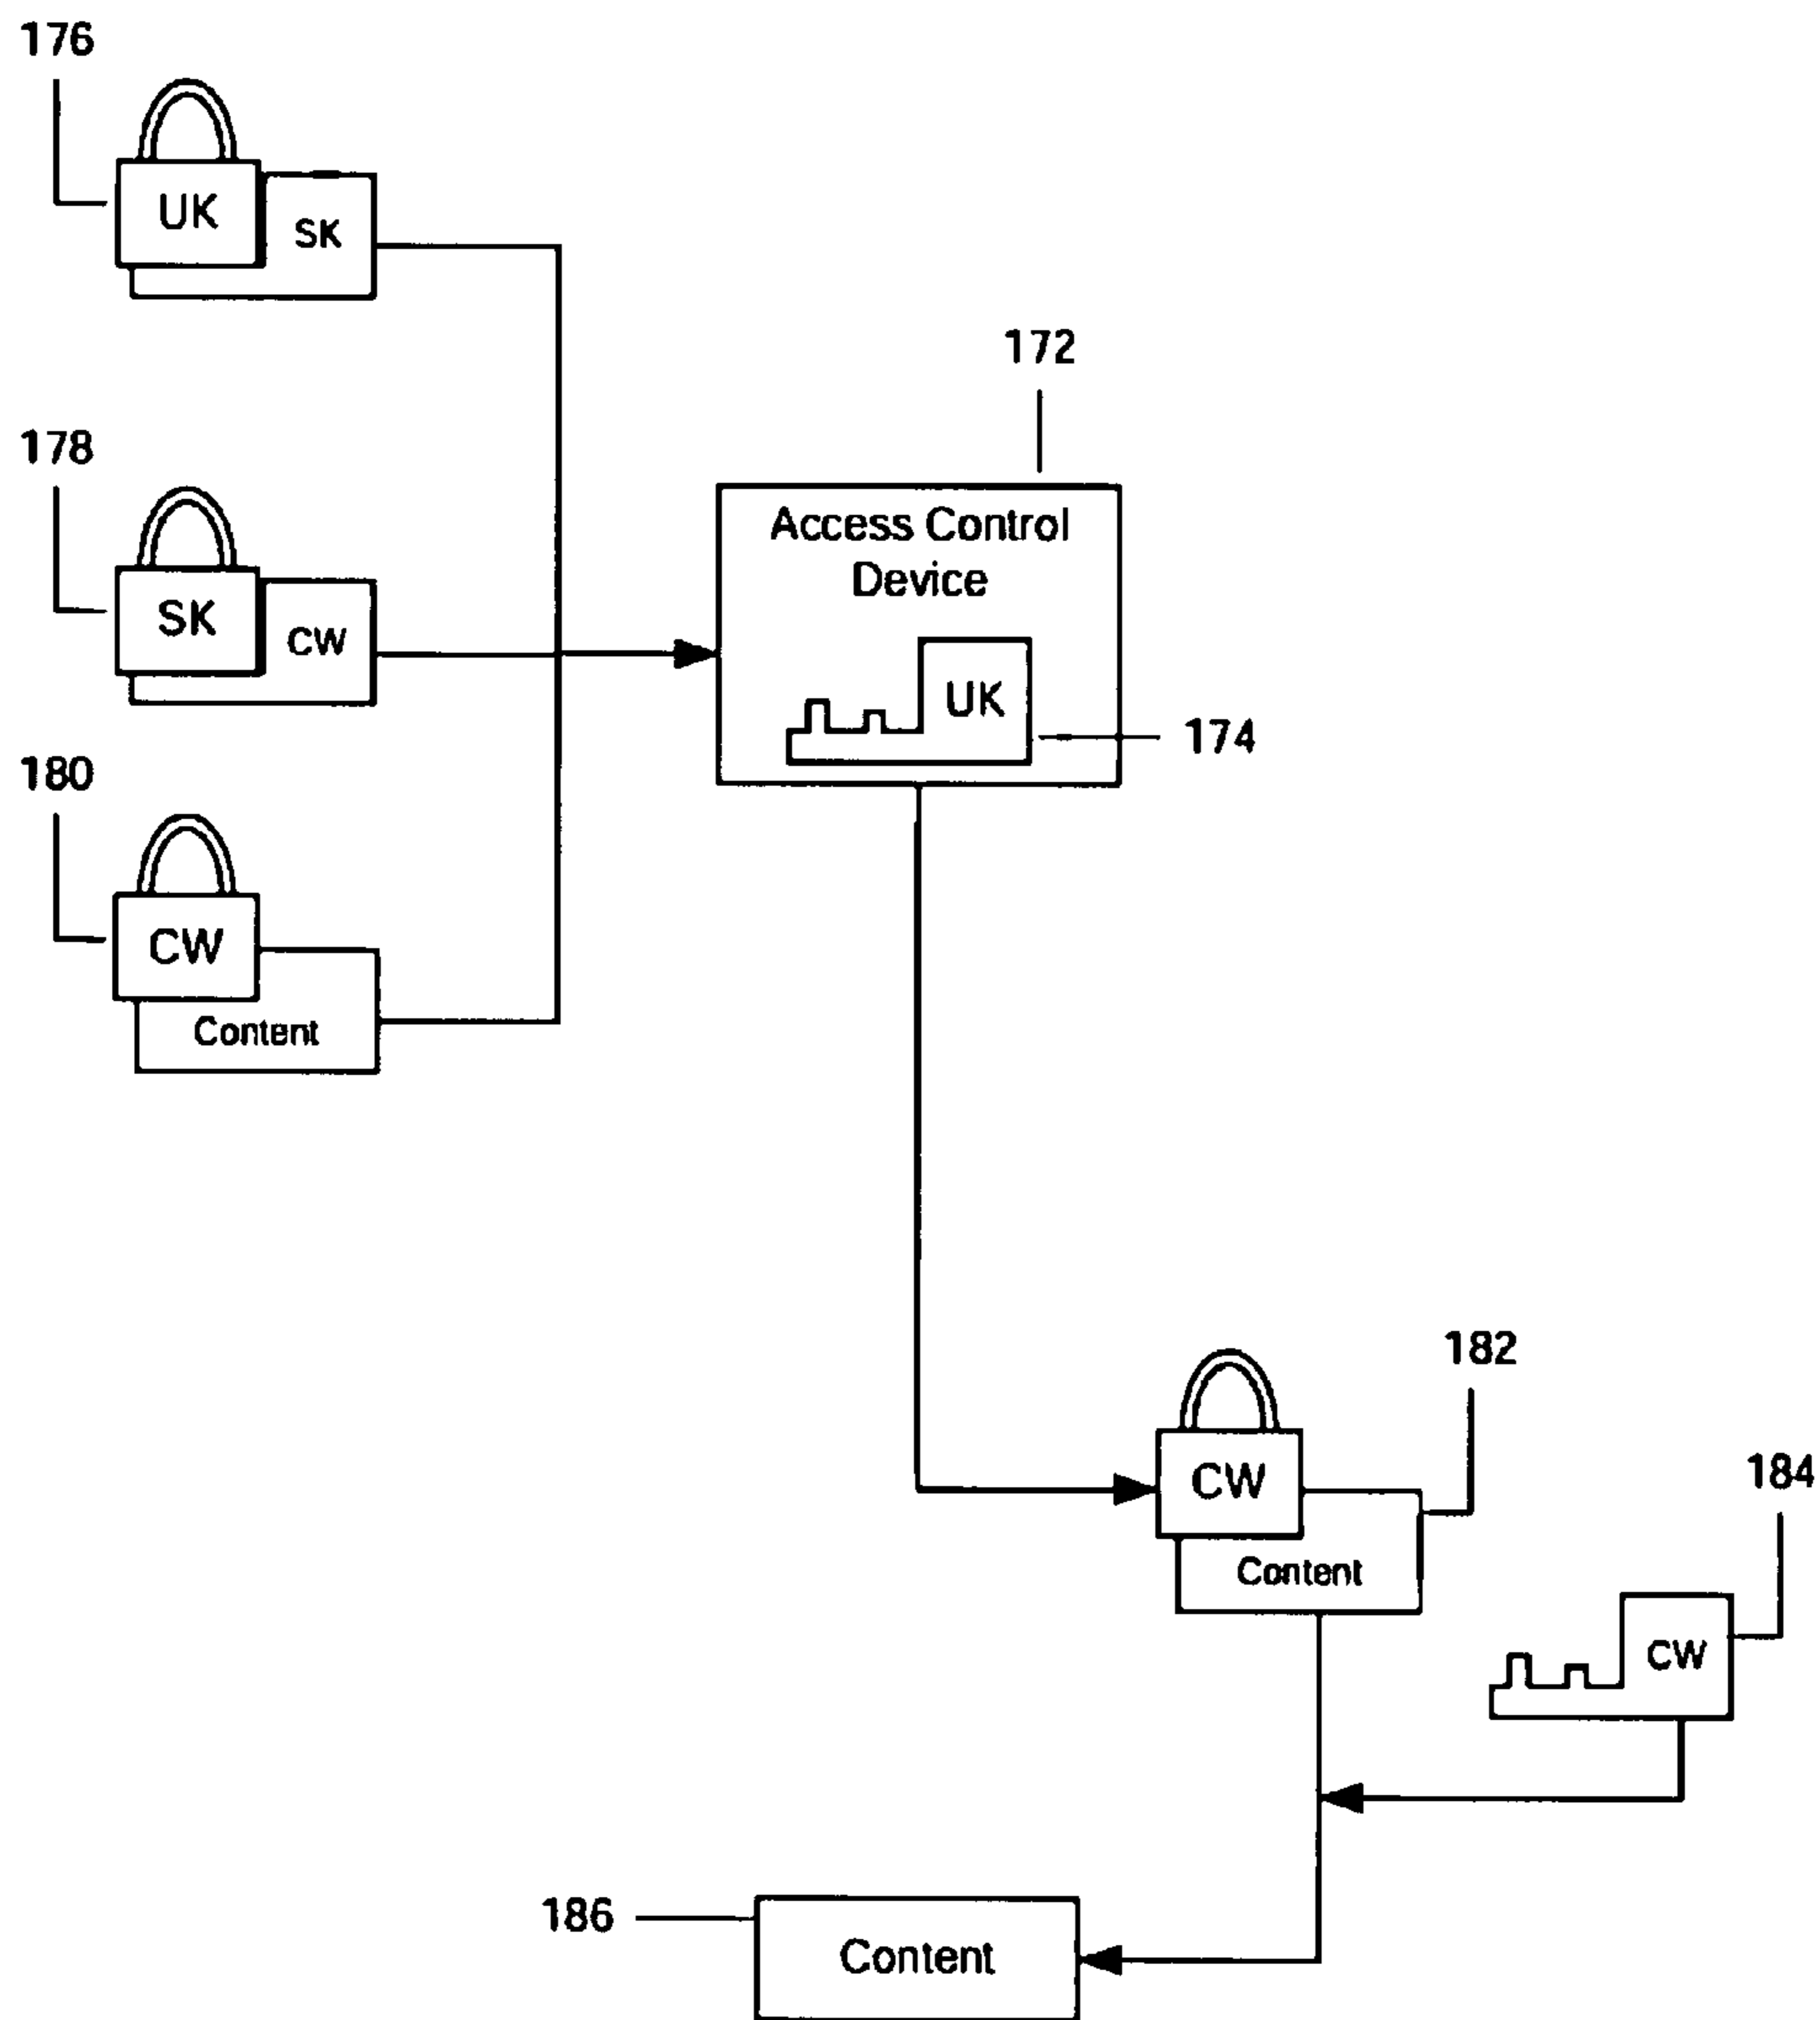 176
UK
SK
172
178
Access Control
Device
SK
CW
UK
174
180
CW
Content
182
CW
184
Content
CW
186
Content